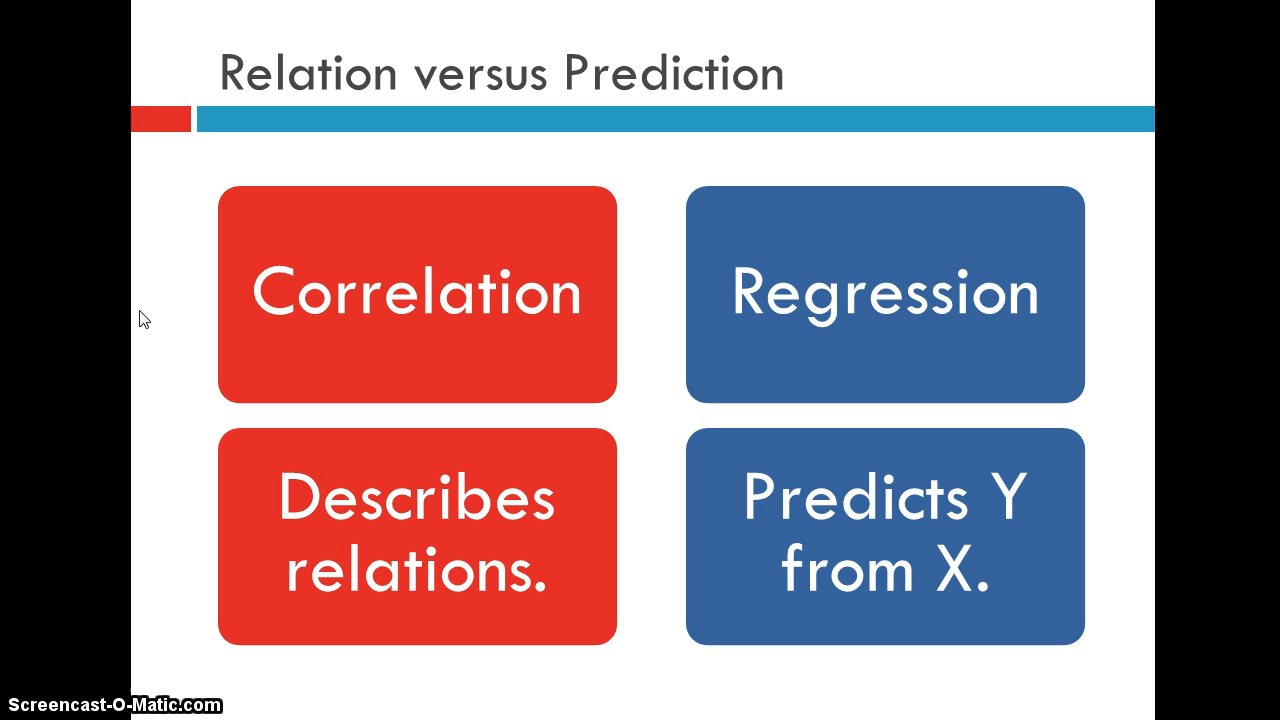 Relation versus Prediction
Correlation
Regression
Describes
relations.
Predicts Y
from X.
Screencast-O-Matic.com